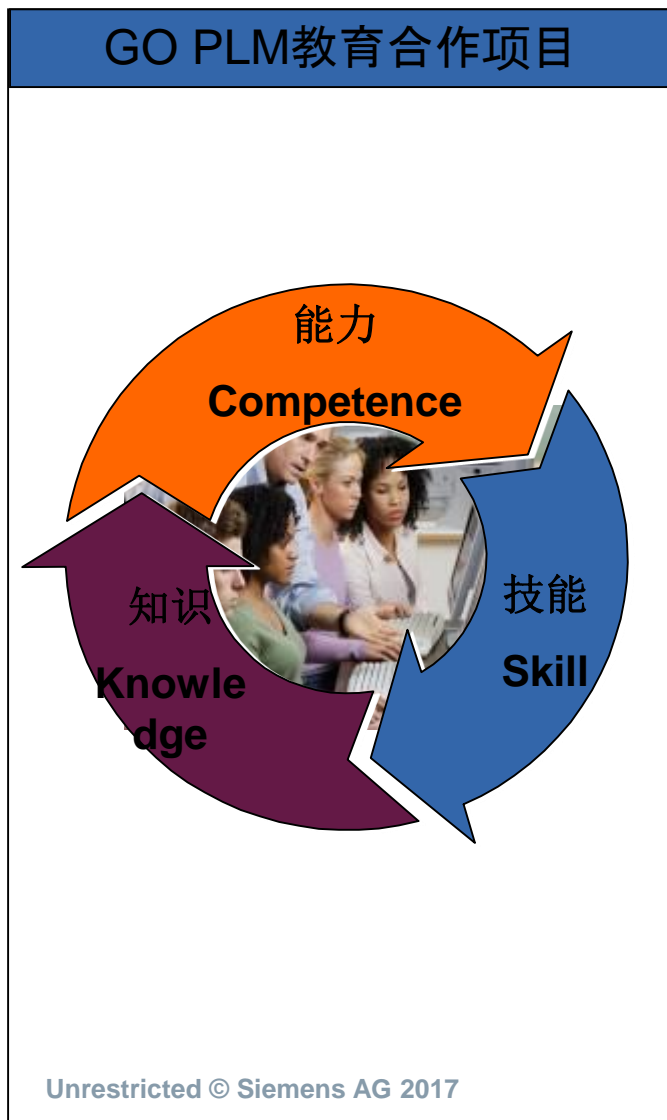 GO PLM教育合作项目
能力
Competence
技能
Skill
知识
Knowle
dge
Unrestricted © Siemens AG 2017